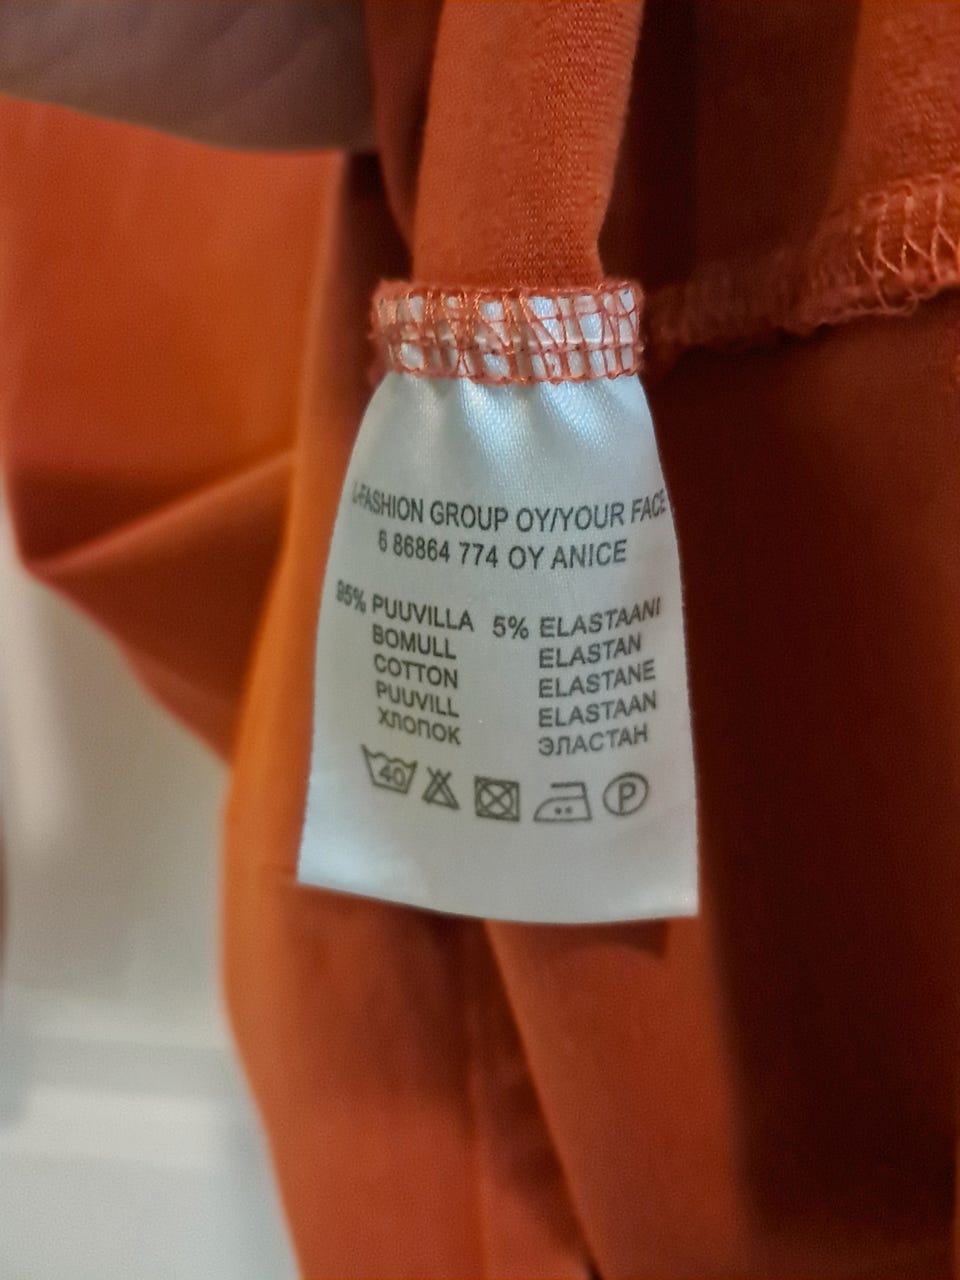 L-FASHION GROUP OY/YOUR FACE
6 86864 774 OY ANICE
95% PUUVILLA 5% ELASTAANI
BOMULL ELASTAN
COTTON ELASTANE
PUUVILL ELASTAAN
ХЛОПОК ЭЛАСТАН
40 P